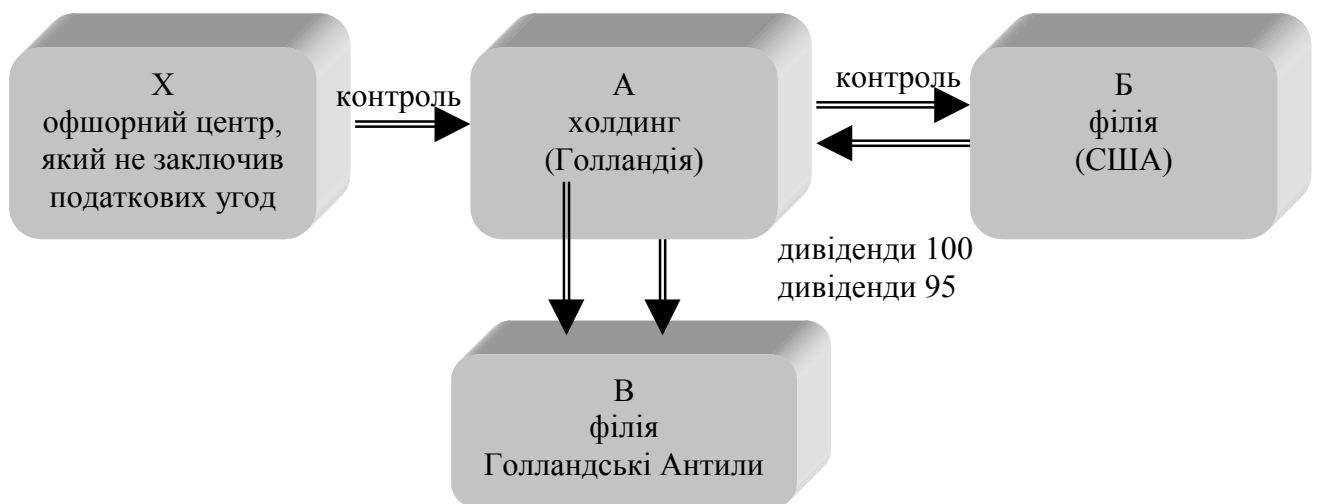 Х
офшорний центр,
який не заключив
податкових угод
контроль
А
холдинг
(Голландія)
контроль
Б
філія
(США)
дивіденди 100
дивіденди 95
В
філія
Голландські Антили